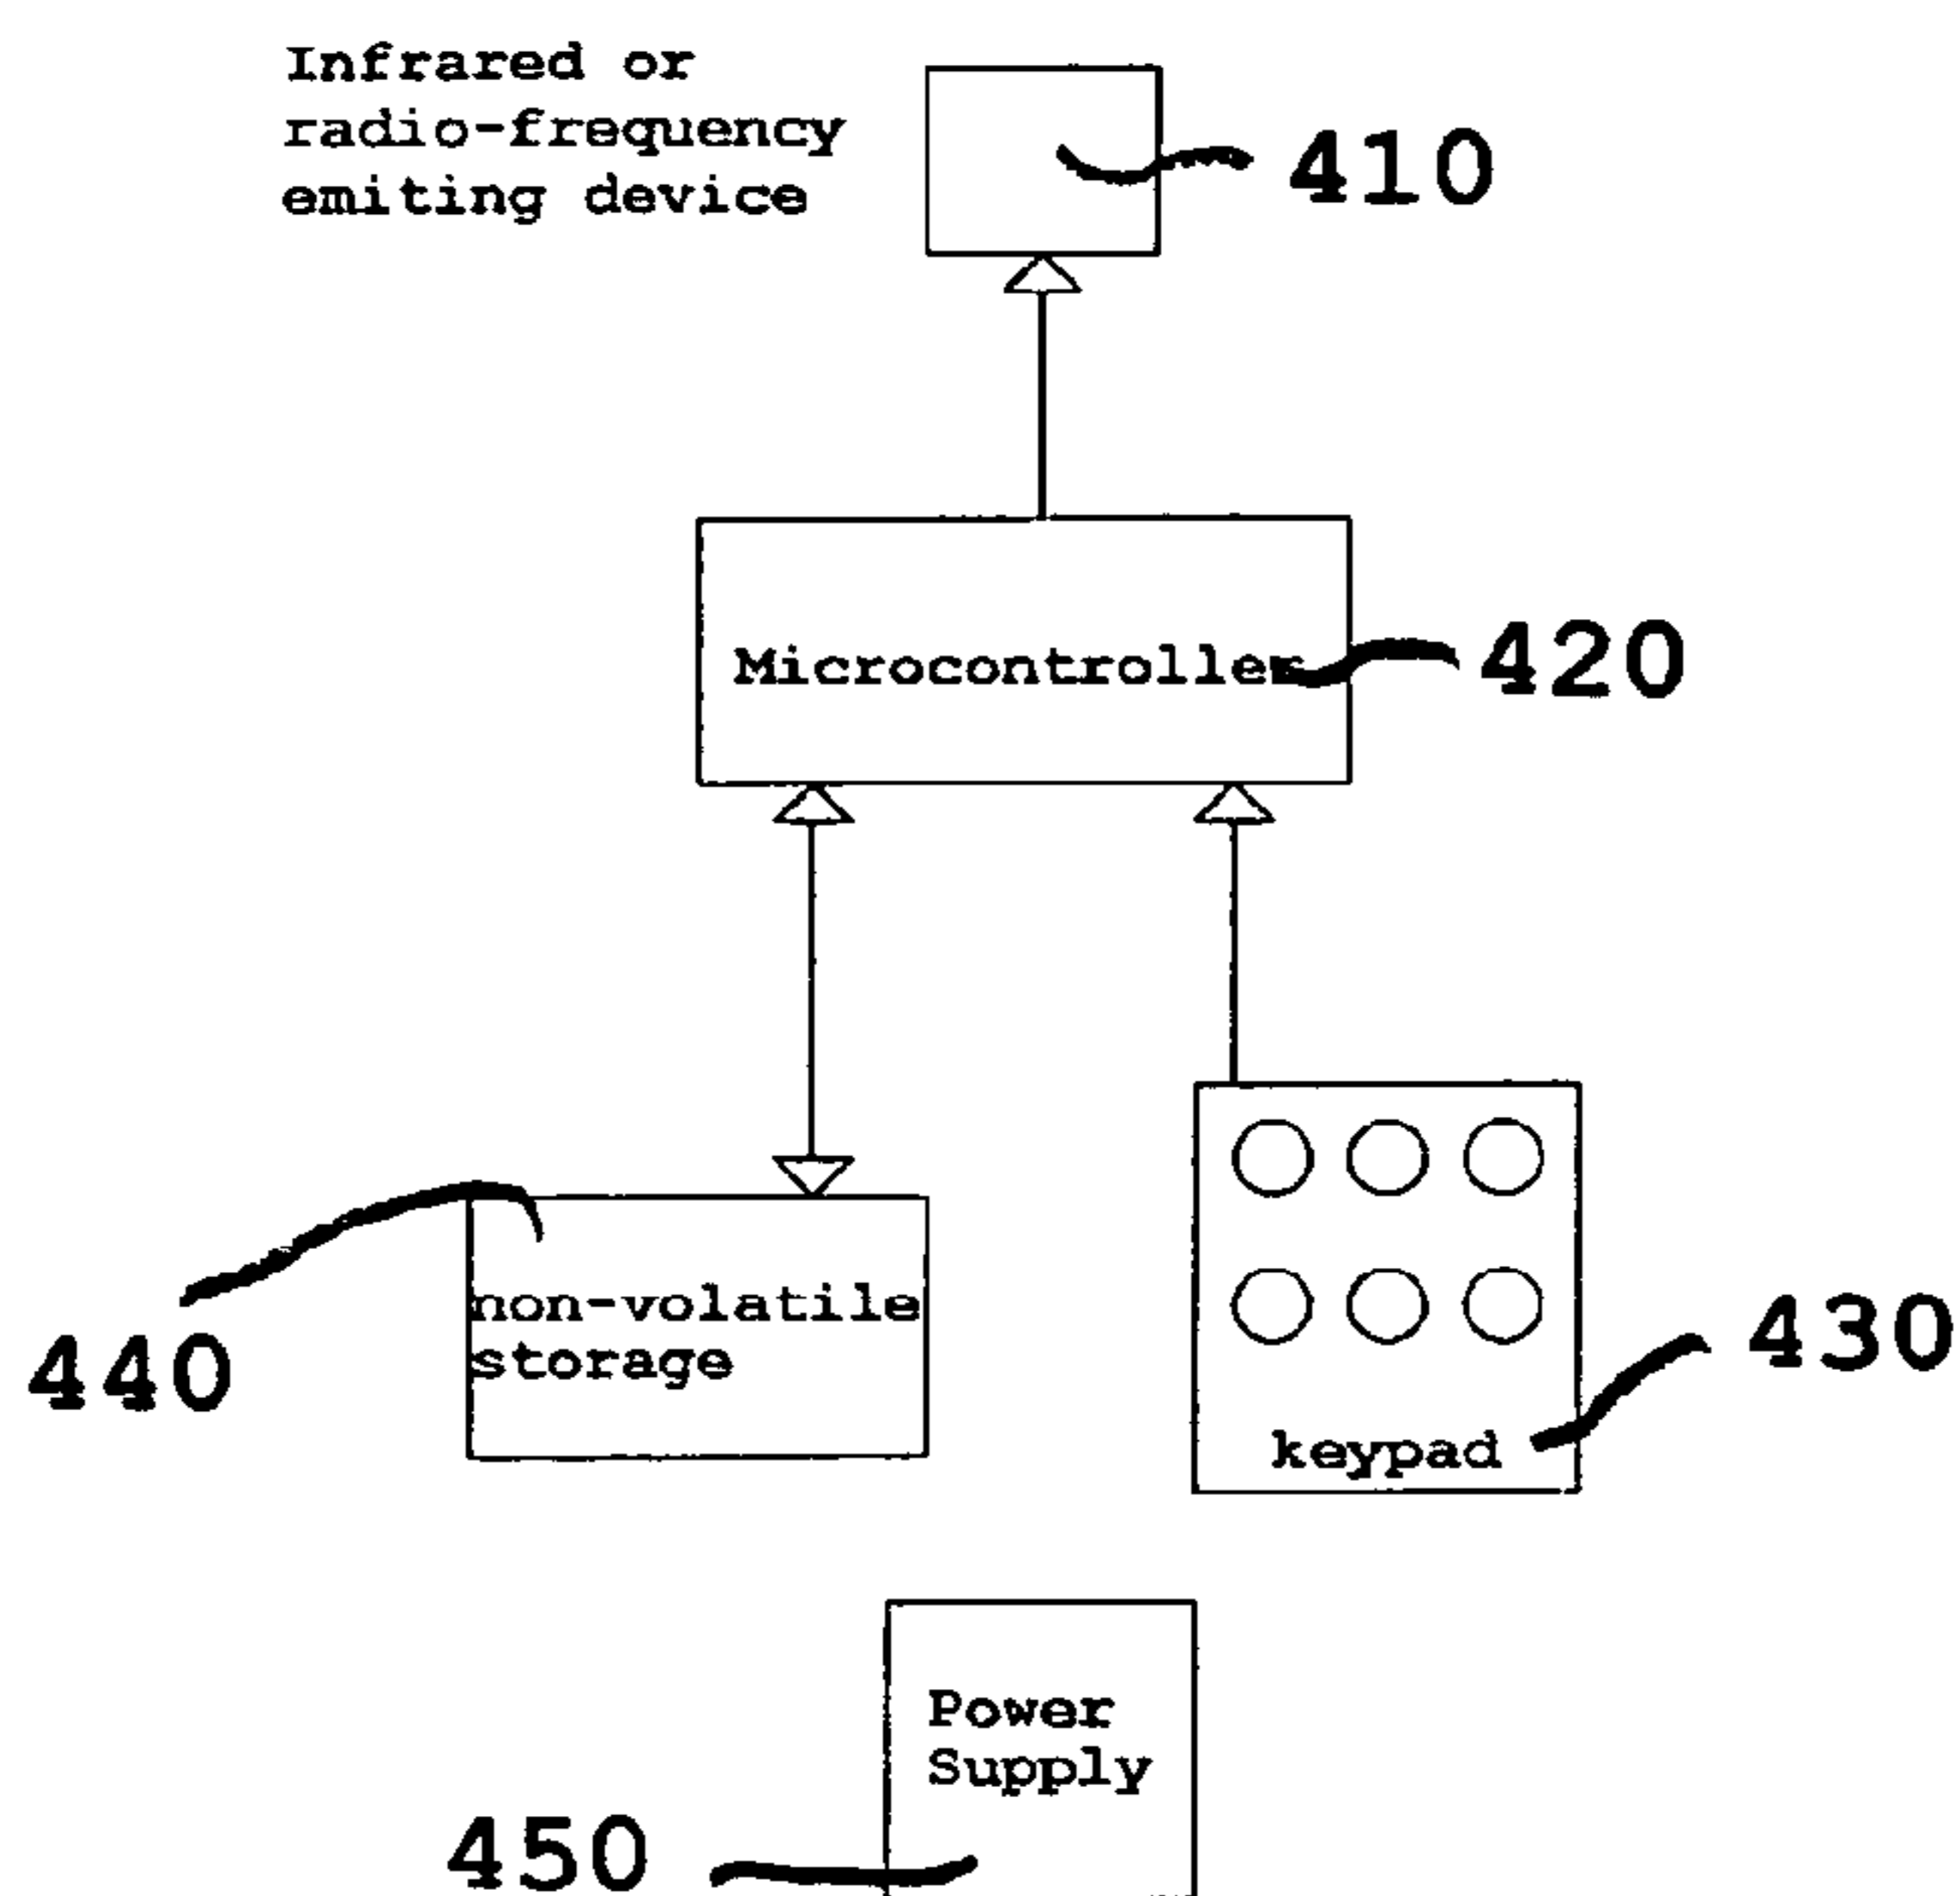 Infrared or
radio-frequency
emiting device
410
Microcontroller
420
non-volatile
storage
440
430
keypad
Power
Supply
450